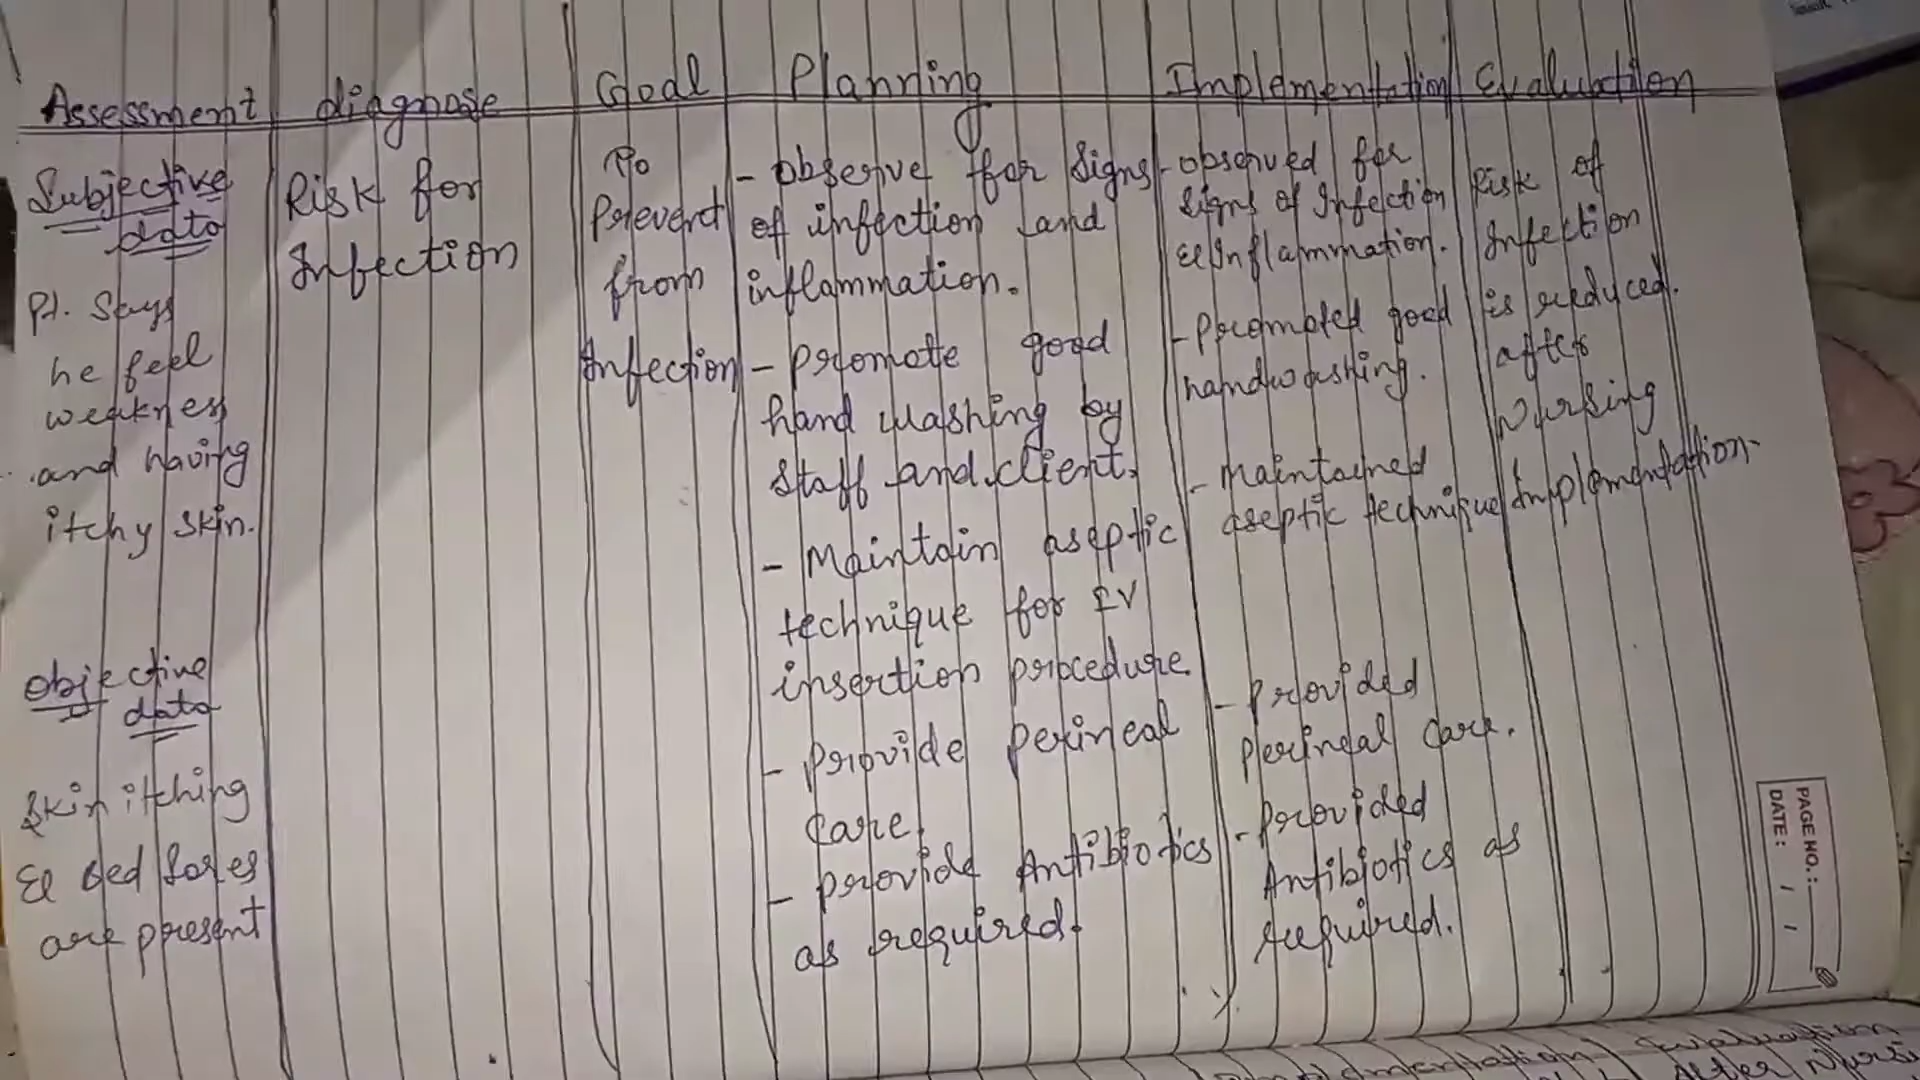 Assessment
diagnose
Goal
Planning
Implementation
Evaluation
Subjective
data
Pt. Says
he feel
weakness
and having
itchy skin.
Objective
data
Skin itching
& Bed Sores
are present
Risk for
Infection
To
Prevent
from
Infection
- Observe for Signs
of infection and
inflammation.
- Promote good
hand washing by
staff and client.
- Maintain aseptic
technique for IV
insertion procedure.
- Provide Perineal
Care.
- Provide Antibiotics
as required.
- observed for
signs of Infection
& Inflammation.
- Promoted good
handwashing.
- Maintained
aseptic technique
- Provided
Perineal Care.
- Provided
Antibiotics as
required.
Risk of
Infection
is reduced.
after
Nursing
Implementation.
PAGE NO.:
DATE: / /
Evaluation
After